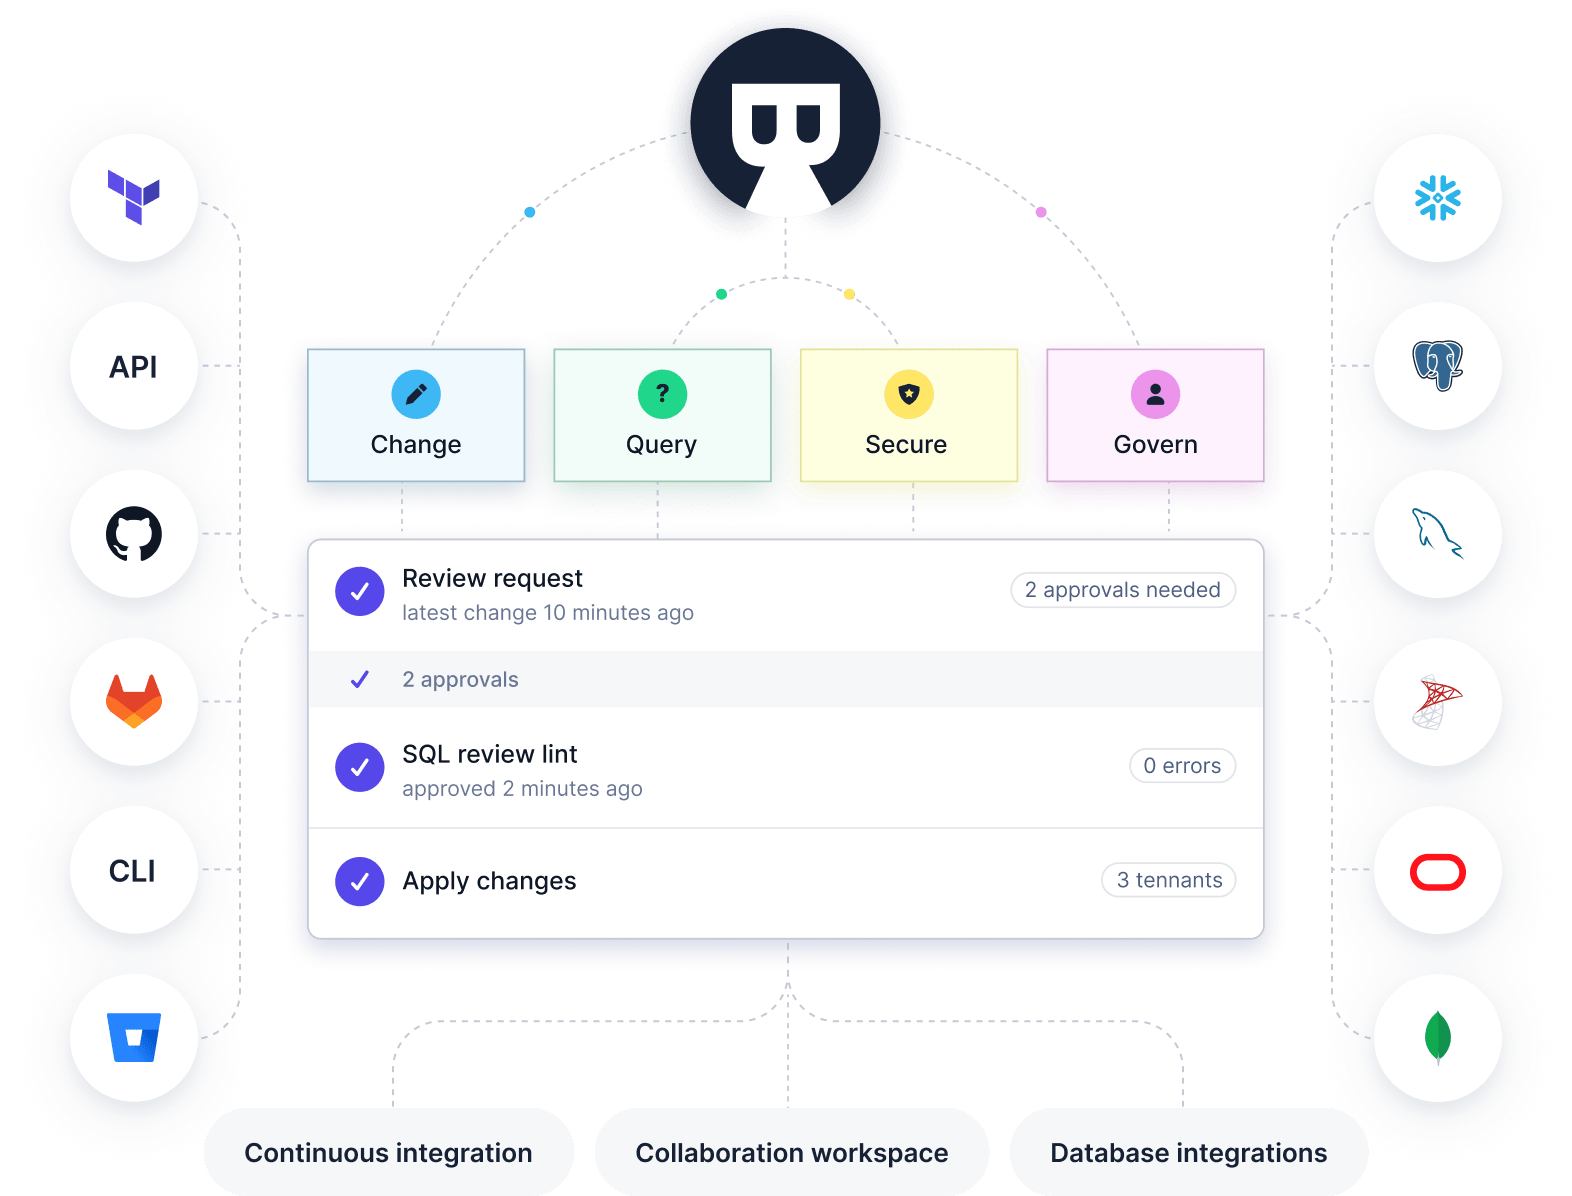 API
CLI
Change
Query
Secure
Govern
Review request
latest change 10 minutes ago
2 approvals needed
2 approvals
SQL review lint
approved 2 minutes ago
0 errors
Apply changes
3 tennants
Continuous integration
Collaboration workspace
Database integrations